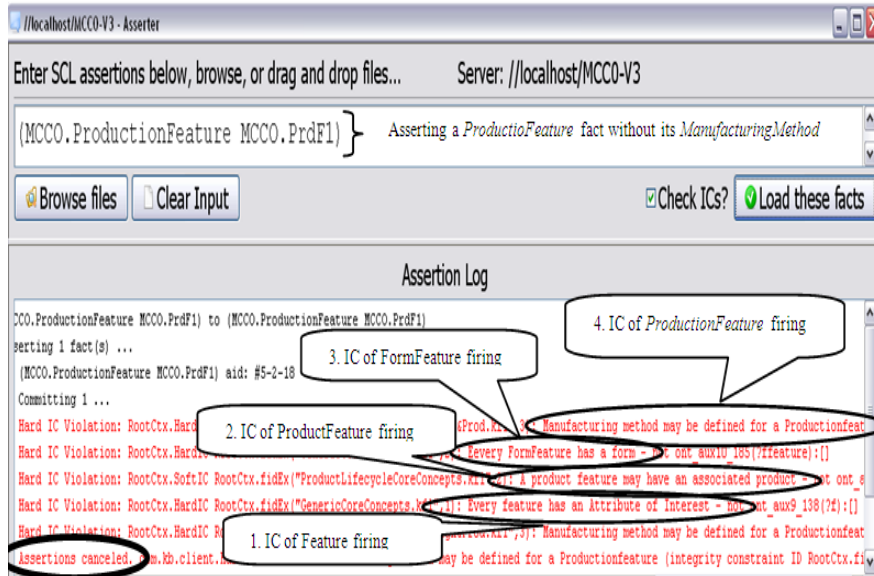 //localhost/MCCO-V3 - Asserter
Enter SCL assertions below, browse, or drag and drop files... Server: //localhost/MCCO-V3
(MCCO.ProductionFeature MCCO.PrdF1) Asserting a ProductioFeature fact without its ManufacturingMethod
Browse files Clear Input Check ICs? Load these facts
Assertion Log
CCO.ProductionFeature MCCO.PrdF1) to (MCCO.ProductionFeature MCCO.PrdF1)
4. IC of ProductionFeature firing
serting 1 fact(s) ...
3. IC of FormFeature firing
(MCCO.ProductionFeature MCCO.PrdF1) aid: #5-2-18
Committing 1 ...
Hard IC Violation: RootCtx.Hard Manufacturing method may be defined for a Productionfeat
2. IC of ProductFeature firing
Hard IC Violation: RootCtx.Hard Eevery FormFeature has a form - not ont_aux10_185(?ffeature):[]
Hard IC Violation: RootCtx.SoftIC RootCtx.fidEx("ProductLifecycleCoreConcepts. A product feature may have an associated product - not ont_
Hard IC Violation: RootCtx.HardIC RootCtx.fidEx("GenericCoreConcepts. Every feature has an Attribute of Interest - not ont_aux9_138(?f):[]
Hard IC Violation: RootCtx.HardIC Manufacturing method may be defined for a Productionfeat
1. IC of Feature firing
Assertions canceled. may be defined for a Productionfeature (integrity constraint ID RootCtx.fi